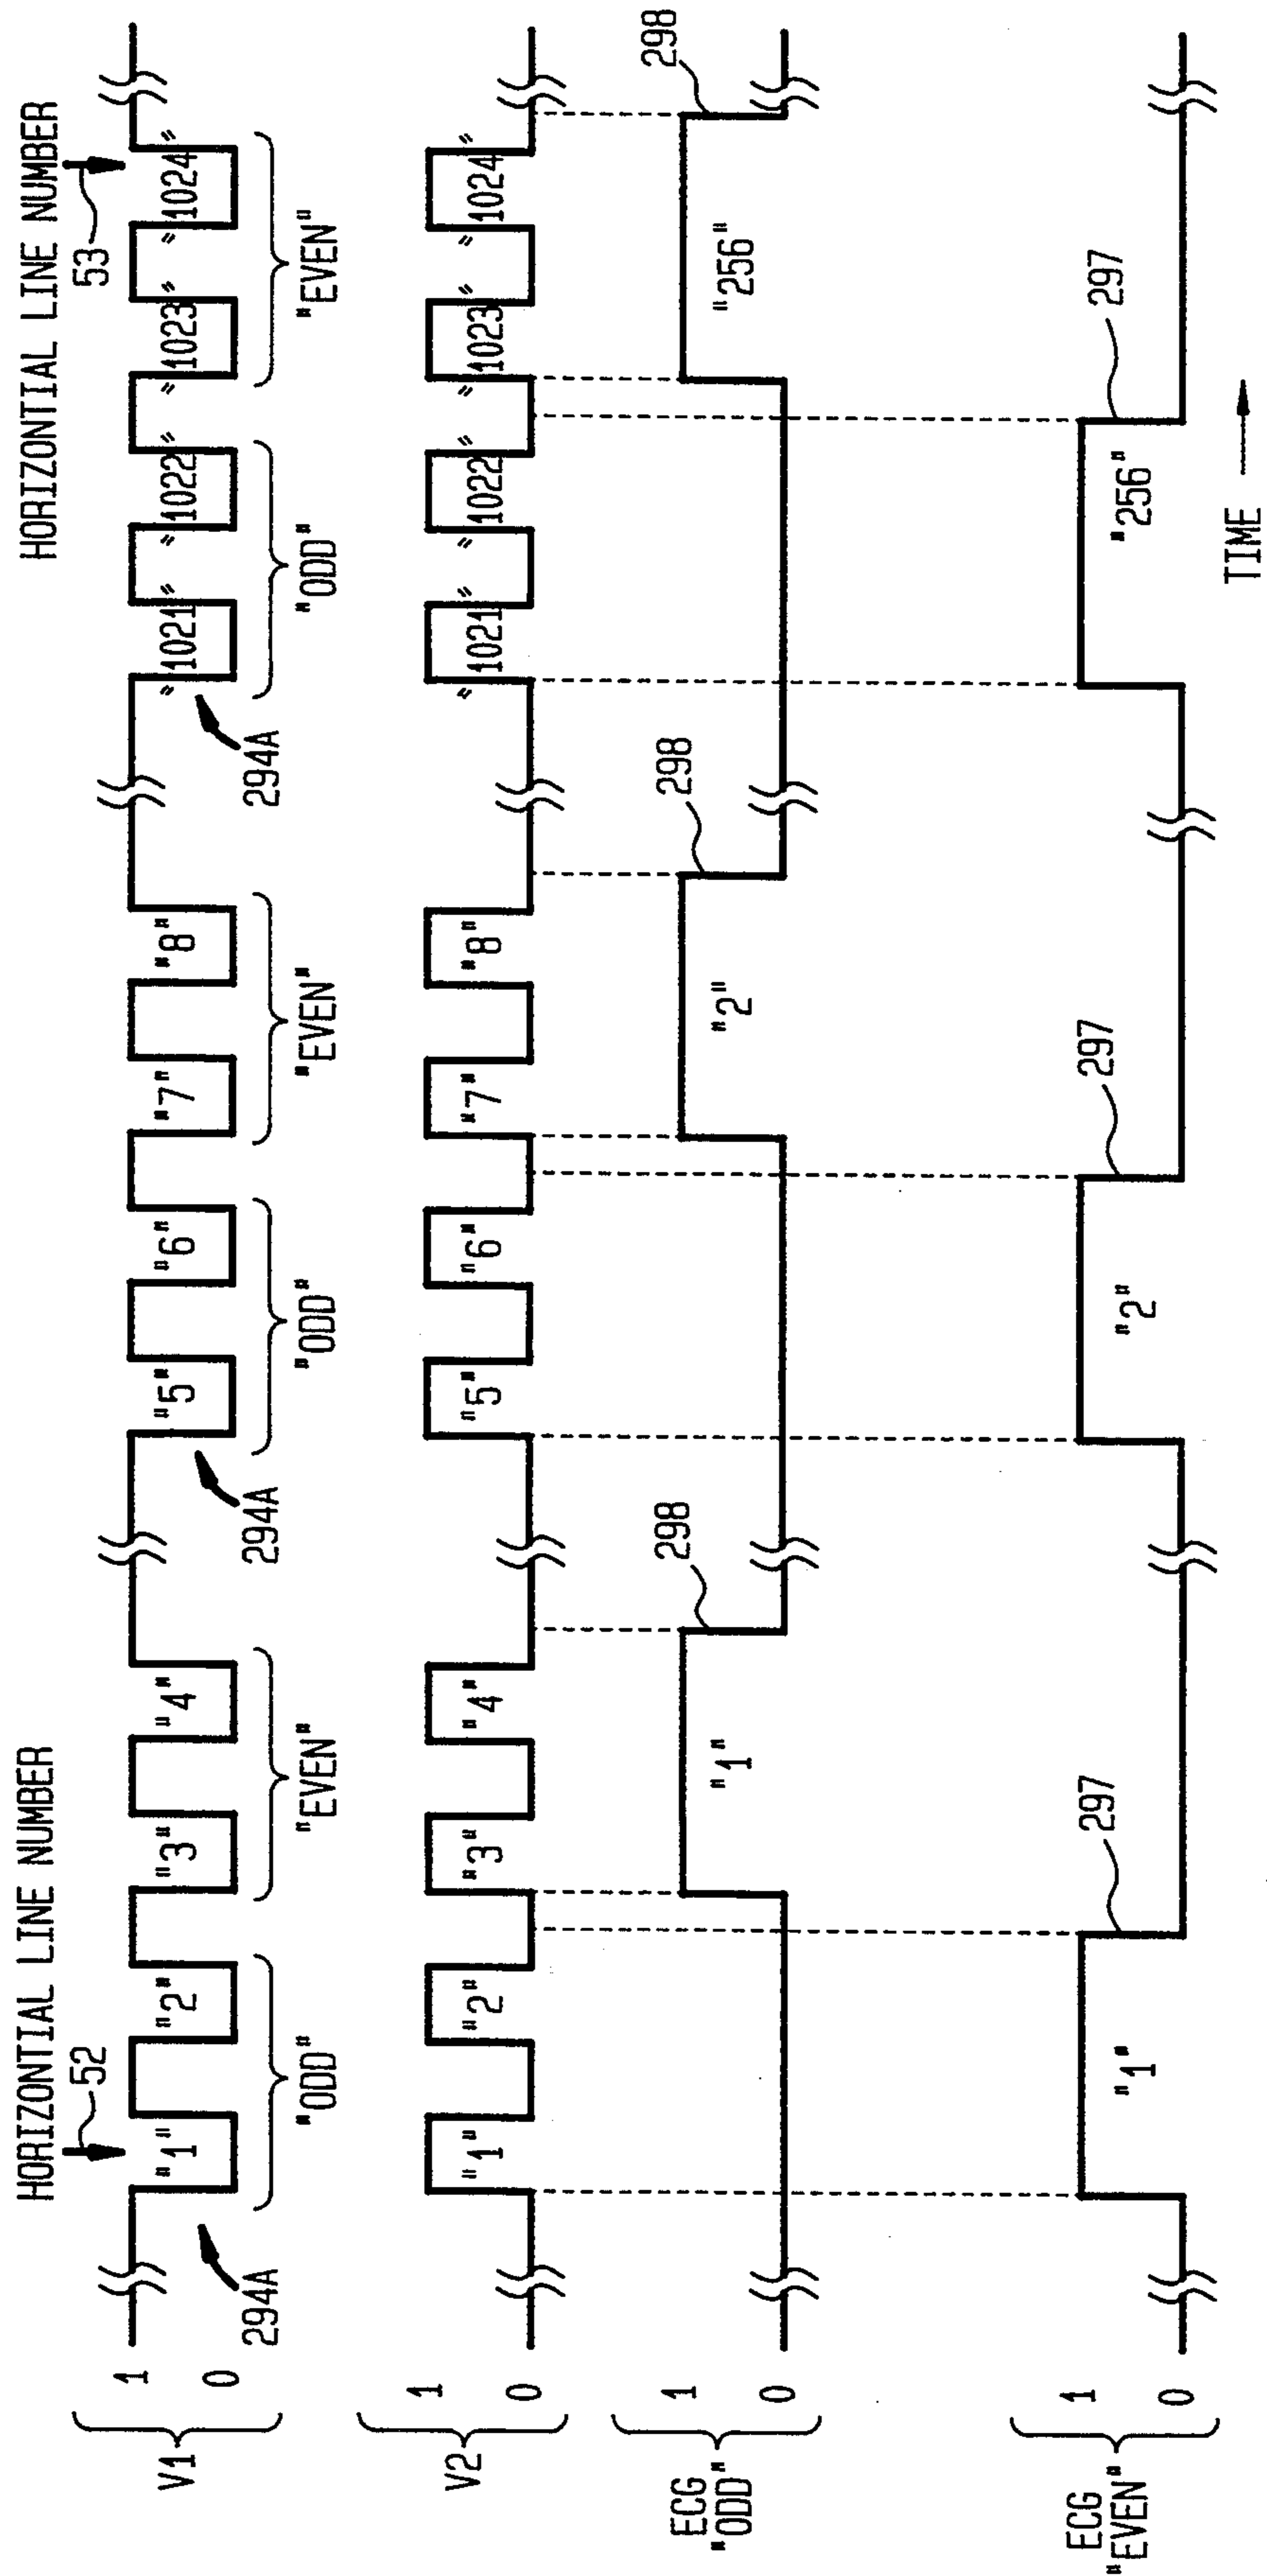 HORIZONTAL LINE NUMBER
HORIZONTAL LINE NUMBER
52
53
V1
1
0
"1"
"2"
"3"
"4"
"5"
"6"
"7"
"8"
"1021"
"1022"
"1023"
"1024"
294A
"ODD"
"EVEN"
294A
"ODD"
"EVEN"
294A
"ODD"
"EVEN"
V2
1
0
"1"
"2"
"3"
"4"
"5"
"6"
"7"
"8"
"1021"
"1022"
"1023"
"1024"
298
298
298
ECG
"ODD"
1
0
"1"
"2"
"256"
297
297
297
ECG
"EVEN"
1
0
"1"
"2"
"256"
TIME